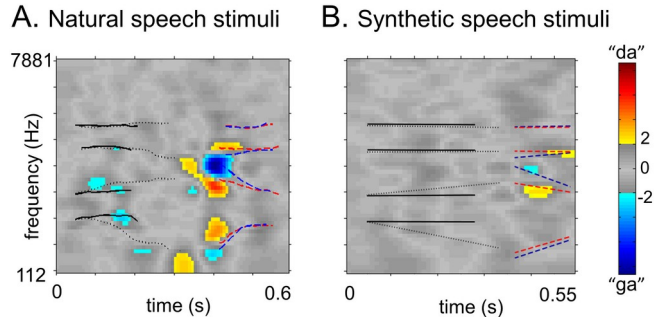 A. Natural speech stimuli
B. Synthetic speech stimuli
7881
frequency (Hz)
112
0
time (s)
0.6
0
time (s)
0.55
"da"
2
0
-2
"ga"